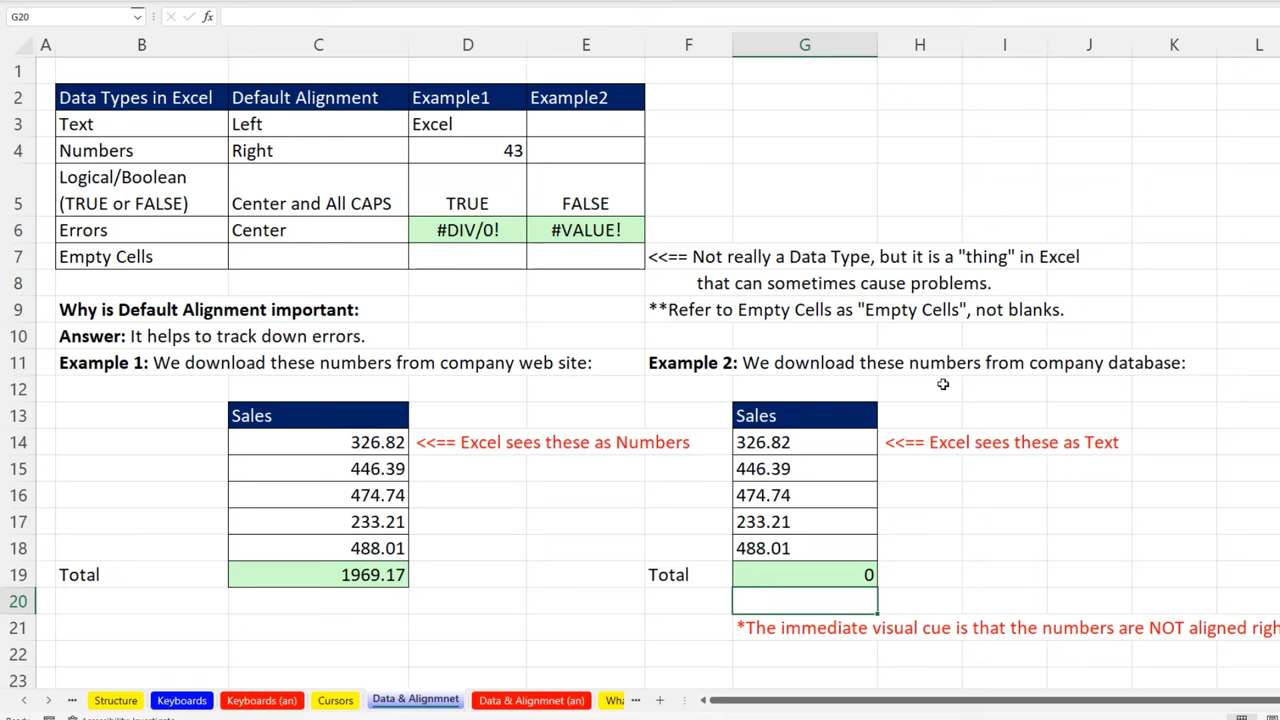 G20
fx
A B C D E F G H I J K L
1
2 Data Types in Excel Default Alignment Example1 Example2
3 Text Left Excel
4 Numbers Right 43
Logical/Boolean
5 (TRUE or FALSE) Center and All CAPS TRUE FALSE
6 Errors Center #DIV/0! #VALUE!
7 Empty Cells <<== Not really a Data Type, but it is a "thing" in Excel
8 that can sometimes cause problems.
9 Why is Default Alignment important: **Refer to Empty Cells as "Empty Cells", not blanks.
10 Answer: It helps to track down errors.
11 Example 1: We download these numbers from company web site: Example 2: We download these numbers from company database:
12
13 Sales Sales
14 326.82 <<== Excel sees these as Numbers 326.82 <<== Excel sees these as Text
15 446.39 446.39
16 474.74 474.74
17 233.21 233.21
18 488.01 488.01
19 Total 1969.17 Total 0
20
21 *The immediate visual cue is that the numbers are NOT aligned righ
22
23
Structure Keyboards Keyboards (an) Cursors Data & Alignmnet Data & Alignmnet (an) Wha